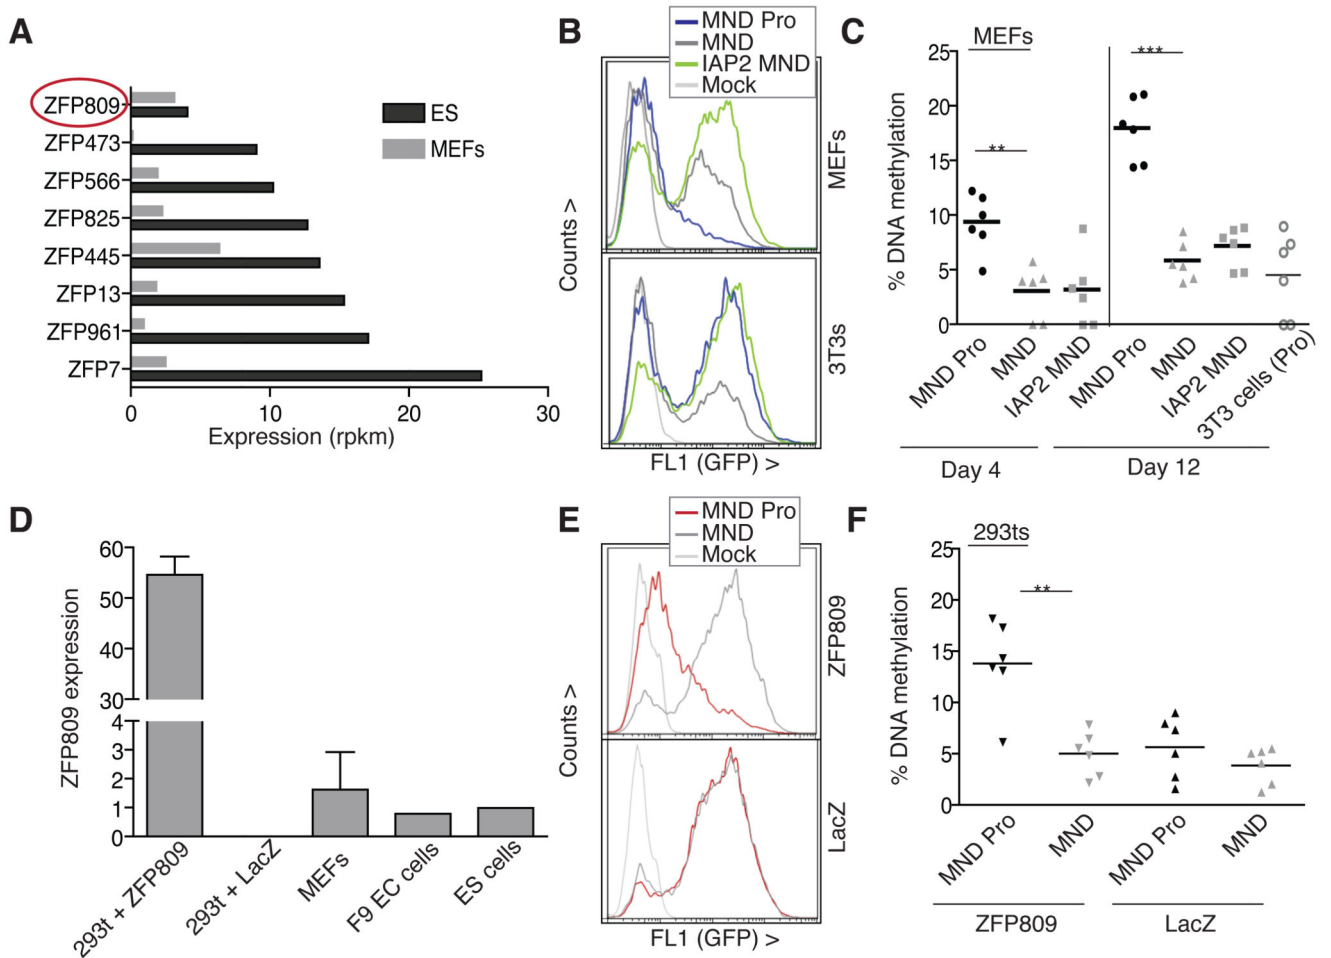 A
ZFP809
ZFP473
ZFP566
ZFP825
ZFP445
ZFP13
ZFP961
ZFP7
0 10 20 30
Expression (rpkm)
ES
MEFs
B
MND Pro
MND
IAP2 MND
Mock
MEFs
3T3s
Counts >
FL1 (GFP) >
C
MEFs
25
20
15
10
5
0
% DNA methylation
**
***
MND Pro
MND
IAP2 MND
MND Pro
MND
IAP2 MND
3T3 cells (Pro)
Day 4
Day 12
D
60
50
40
30
4
3
2
1
0
ZFP809 expression
293t + ZFP809
293t + LacZ
MEFs
F9 EC cells
ES cells
E
MND Pro
MND
Mock
ZFP809
LacZ
Counts >
FL1 (GFP) >
F
293ts
25
20
15
10
5
0
% DNA methylation
**
MND Pro
MND
MND Pro
MND
ZFP809
LacZ